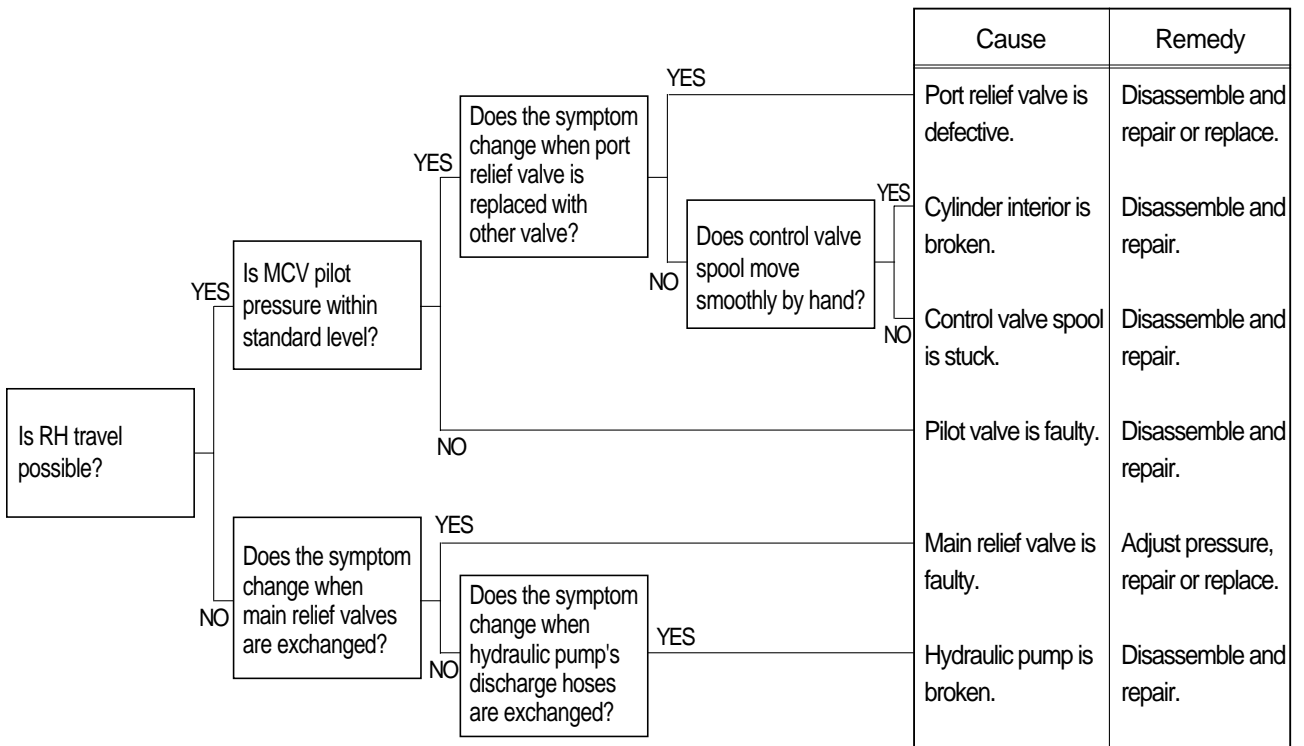 Cause
Remedy
YES
Port relief valve is
defective.
Disassemble and
repair or replace.
Does the symptom
change when port
relief valve is
replaced with
other valve?
YES
YES
Cylinder interior is
broken.
Disassemble and
repair.
Does control valve
spool move
smoothly by hand?
NO
Is MCV pilot
pressure within
standard level?
YES
NO
Control valve spool
is stuck.
Disassemble and
repair.
Is RH travel
possible?
NO
Pilot valve is faulty.
Disassemble and
repair.
YES
Main relief valve is
faulty.
Adjust pressure,
repair or replace.
Does the symptom
change when
main relief valves
are exchanged?
NO
Does the symptom
change when
hydraulic pump's
discharge hoses
are exchanged?
NO
YES
Hydraulic pump is
broken.
Disassemble and
repair.